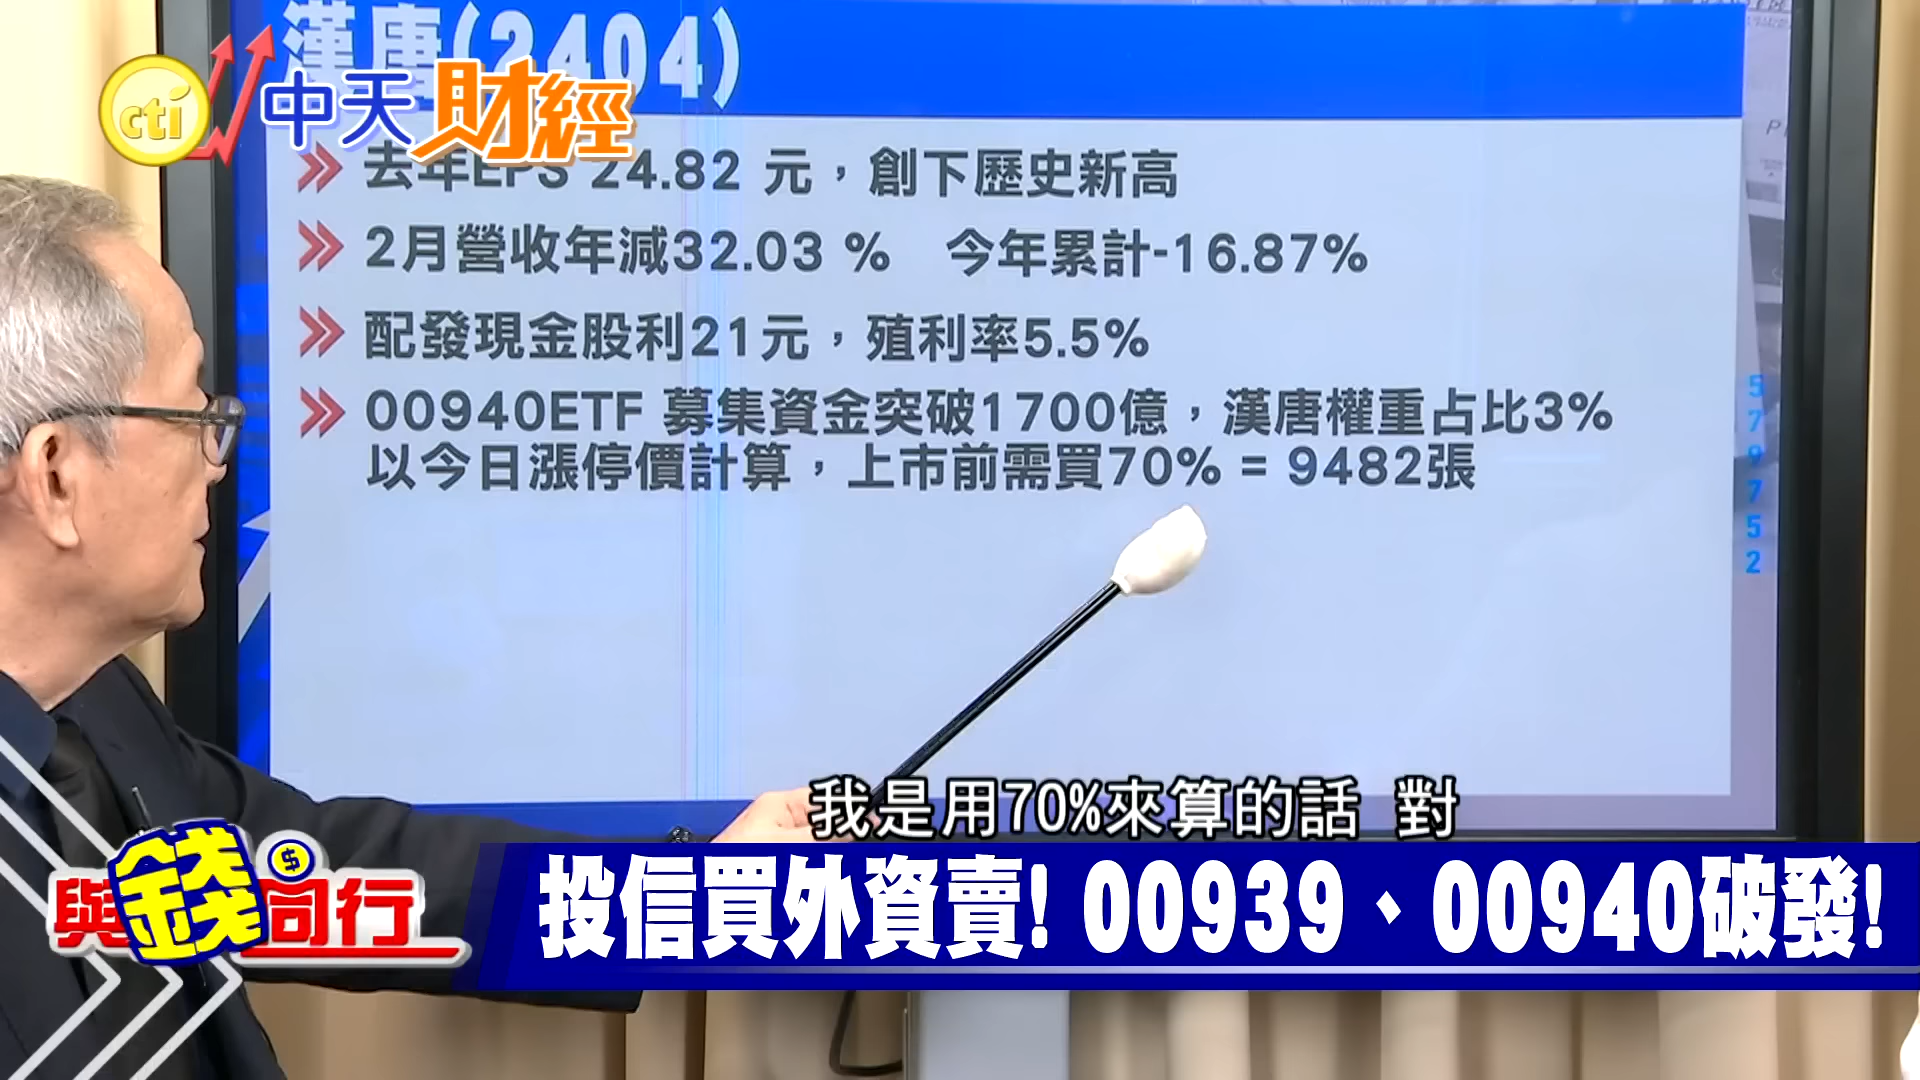 漢唐(2404)
cti 中天財經
去年EPS 24.82 元，創下歷史新高
2月營收年減32.03 % 今年累計-16.87%
配發現金股利21元，殖利率5.5%
00940ETF 募集資金突破1700億，漢唐權重占比3%
以今日漲停價計算，上市前需買70% = 9482張
5797752
我是用70%來算的話 對
與錢同行
投信買外資賣! 00939、00940破發!